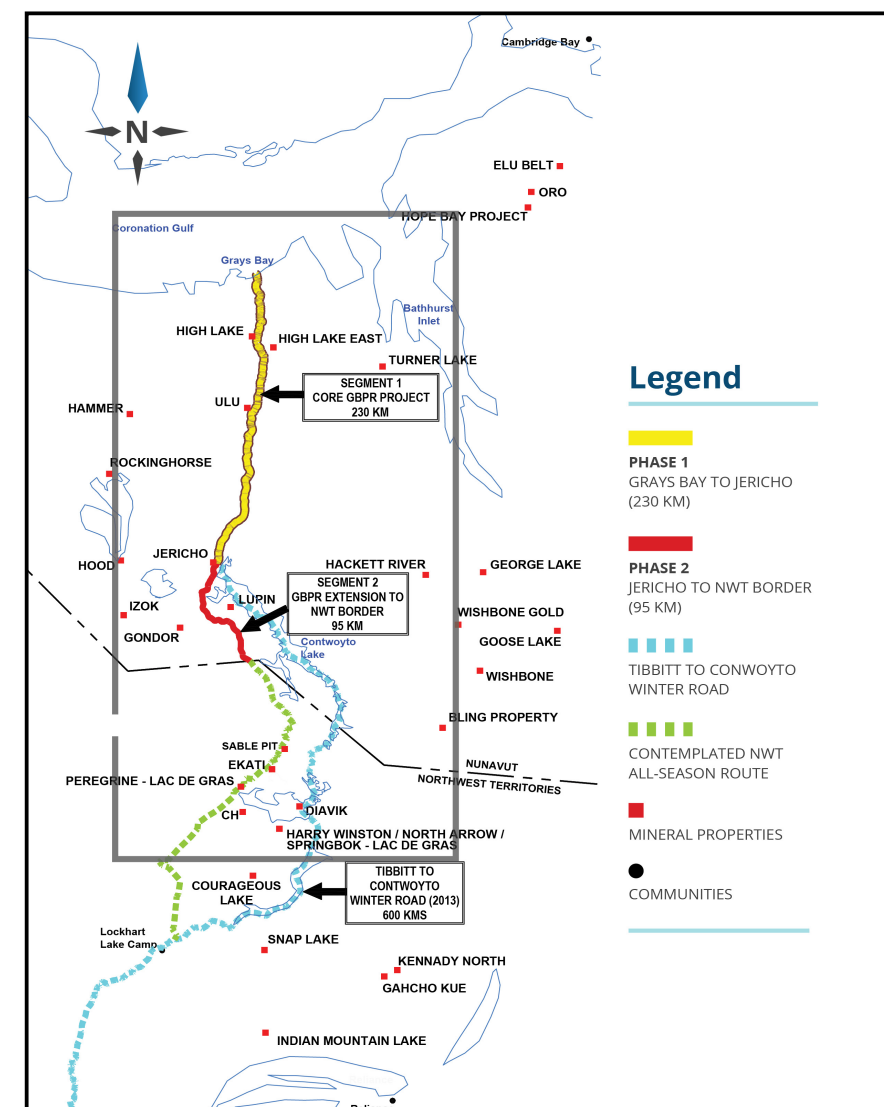 Cambridge Bay
N
ELU BELT
ORO
HOPE BAY PROJECT
Coronation Gulf
Grays Bay
Bathhurst
Inlet
HIGH LAKE
HIGH LAKE EAST
TURNER LAKE
SEGMENT 1
CORE GBPR PROJECT
230 KM
HAMMER
ULU
ROCKINGHORSE
JERICHO
HOOD
HACKETT RIVER
GEORGE LAKE
SEGMENT 2
GBPR EXTENSION TO
NWT BORDER
95 KM
IZOK
LUPIN
WISHBONE GOLD
GONDOR
GOOSE LAKE
Contwoyto
Lake
WISHBONE
BLING PROPERTY
SABLE PIT
EKATI
NUNAVUT
NORTHWEST TERRITORIES
PEREGRINE - LAC DE GRAS
CH
DIAVIK
HARRY WINSTON / NORTH ARROW /
SPRINGBOK - LAC DE GRAS
TIBBITT TO
CONTWOYTO
WINTER ROAD (2013)
600 KMS
COURAGEOUS
LAKE
Lockhart
Lake Camp
SNAP LAKE
KENNADY NORTH
GAHCHO KUE
INDIAN MOUNTAIN LAKE
Legend
PHASE 1
GRAYS BAY TO JERICHO
(230 KM)
PHASE 2
JERICHO TO NWT BORDER
(95 KM)
TIBBITT TO CONWOYTO
WINTER ROAD
CONTEMPLATED NWT
ALL-SEASON ROUTE
MINERAL PROPERTIES
COMMUNITIES